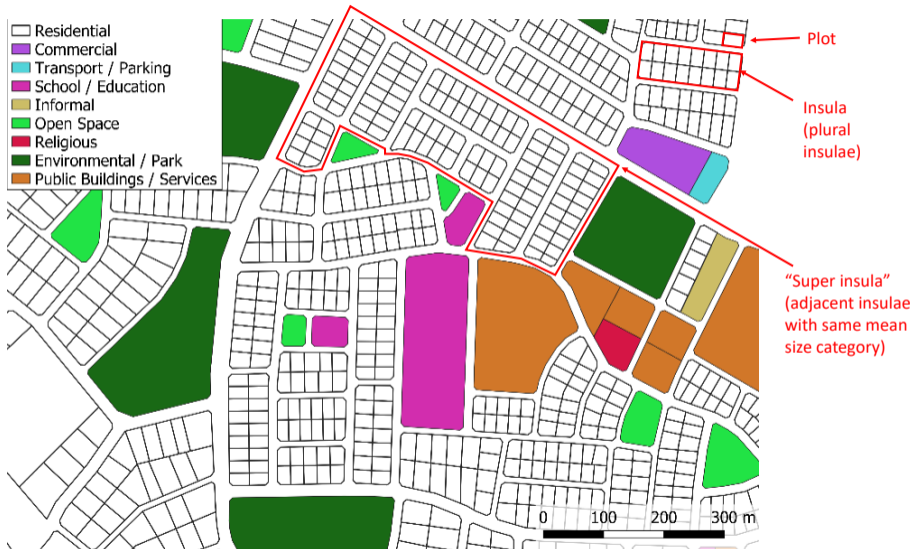 Residential
Commercial
Transport / Parking
School / Education
Informal
Open Space
Religious
Environmental / Park
Public Buildings / Services
Plot
Insula
(plural
insulae)
“Super insula”
(adjacent insulae
with same mean
size category)
0 100 200 300 m